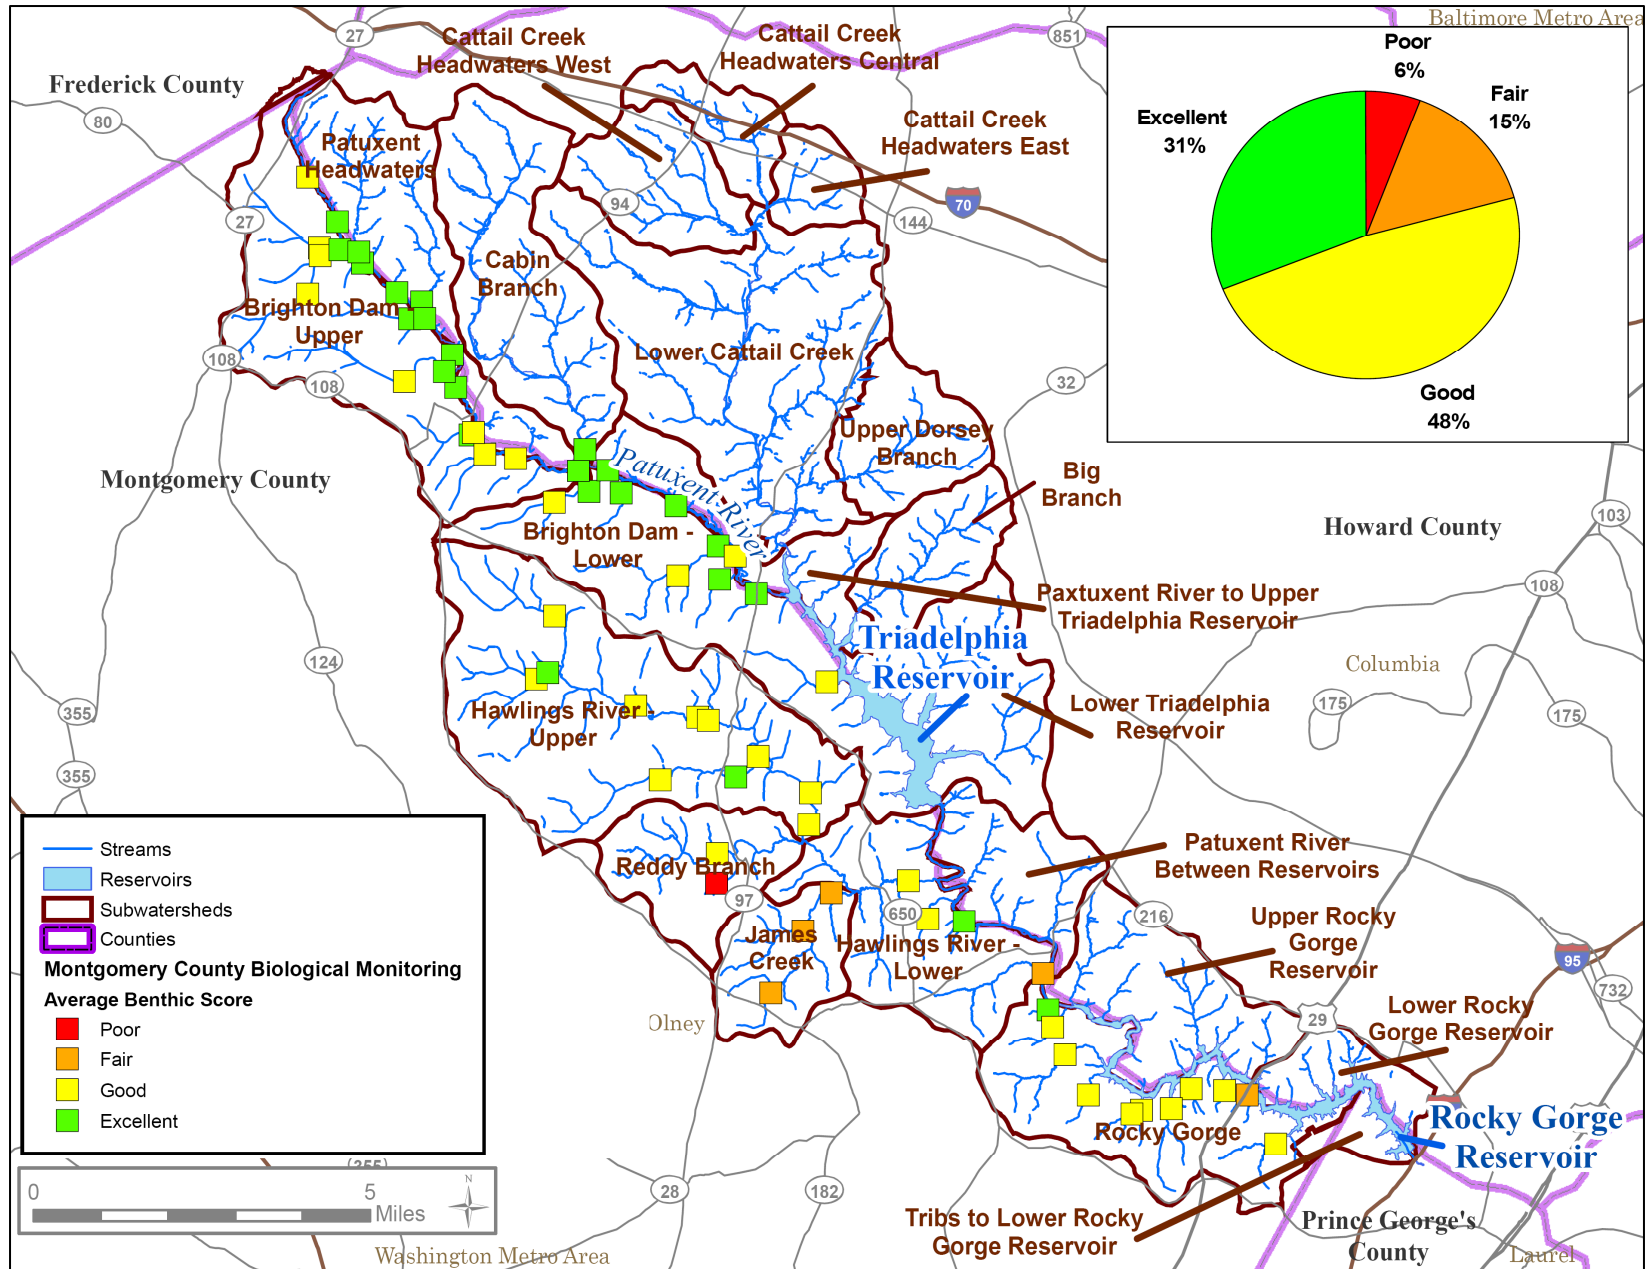 Baltimore Metro Area
27
851
Cattail Creek
Headwaters West
Cattail Creek
Headwaters Central
Frederick County
80
Cattail Creek
Headwaters East
Patuxent
Headwaters
94
70
144
27
Poor
6%
Fair
15%
Excellent
31%
Good
48%
Cabin
Branch
Brighton Dam -
Upper
108
108
Lower Cattail Creek
32
Upper Dorsey
Branch
Patuxent River
Montgomery County
Big
Branch
Howard County
103
Brighton Dam -
Lower
108
Paxtuxent River to Upper
Triadelphia Reservoir
Triadelphia
Reservoir
124
Columbia
175
175
355
Hawlings River -
Upper
Lower Triadelphia
Reservoir
355
Reddy Branch
97
Patuxent River
Between Reservoirs
650
216
James
Creek
Hawlings River -
Lower
Upper Rocky
Gorge
Reservoir
95
732
Olney
29
Lower Rocky
Gorge Reservoir
Rocky Gorge
Rocky Gorge
Reservoir
Streams
Reservoirs
Subwatersheds
Counties
Montgomery County Biological Monitoring
Average Benthic Score
Poor
Fair
Good
Excellent
355
N
0
5
Miles
28
182
Tribs to Lower Rocky
Gorge Reservoir
Prince George's
County
Laurel
Washington Metro Area